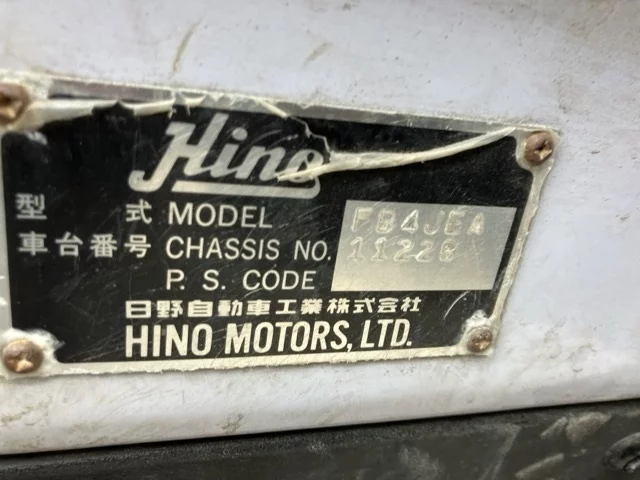 Hino
型 式 MODEL FB4JEA
車台番号 CHASSIS NO. 11226
P. S. CODE
日野自動車工業株式会社
HINO MOTORS, LTD.